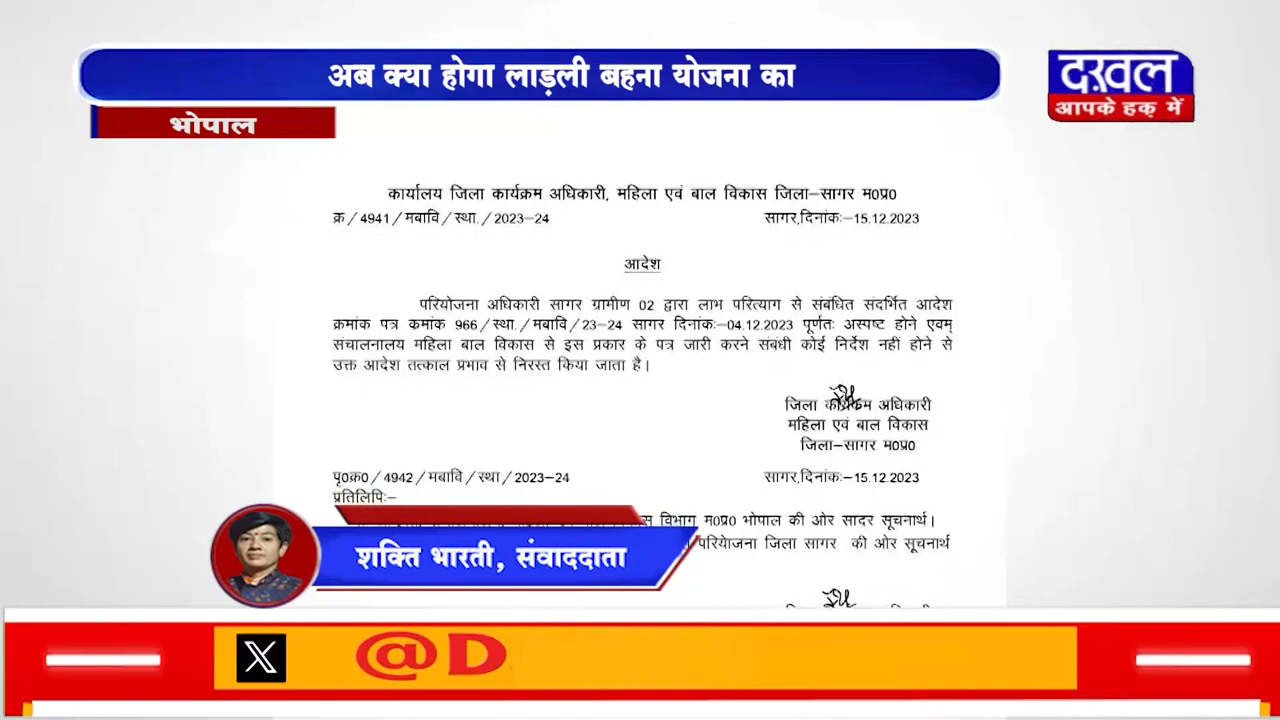 अब क्या होगा लाड़ली बहना योजना का
दख़ल
आपके हक़ में
भोपाल
कार्यालय जिला कार्यक्रम अधिकारी, महिला एवं बाल विकास जिला–सागर म0प्र0
क्र/4941/मबावि/स्था./2023–24 सागर,दिनांकः–15.12.2023
आदेश
परियोजना अधिकारी सागर ग्रामीण 02 द्वारा लाभ परित्याग से संबंधित संदर्भित आदेश
क्रमांक पत्र कमांक 966/स्था./मबावि/23–24 सागर दिनांकः–04.12.2023 पूर्णतः अस्पष्ट होने एवम्
संचालनालय महिला बाल विकास से इस प्रकार के पत्र जारी करने संबंधी कोई निर्देश नहीं होने से
उक्त आदेश तत्काल प्रभाव से निरस्त किया जाता है।
जिला कार्यक्रम अधिकारी
महिला एवं बाल विकास
जिला–सागर म0प्र0
पृ0क्र0/4942/मबावि/स्था/2023–24 सागर,दिनांकः–15.12.2023
प्रतिलिपिः–
विभाग म0प्र0 भोपाल की ओर सादर सूचनार्थ।
परियेाजना जिला सागर की ओर सूचनार्थ
शक्ति भारती, संवाददाता
X @D